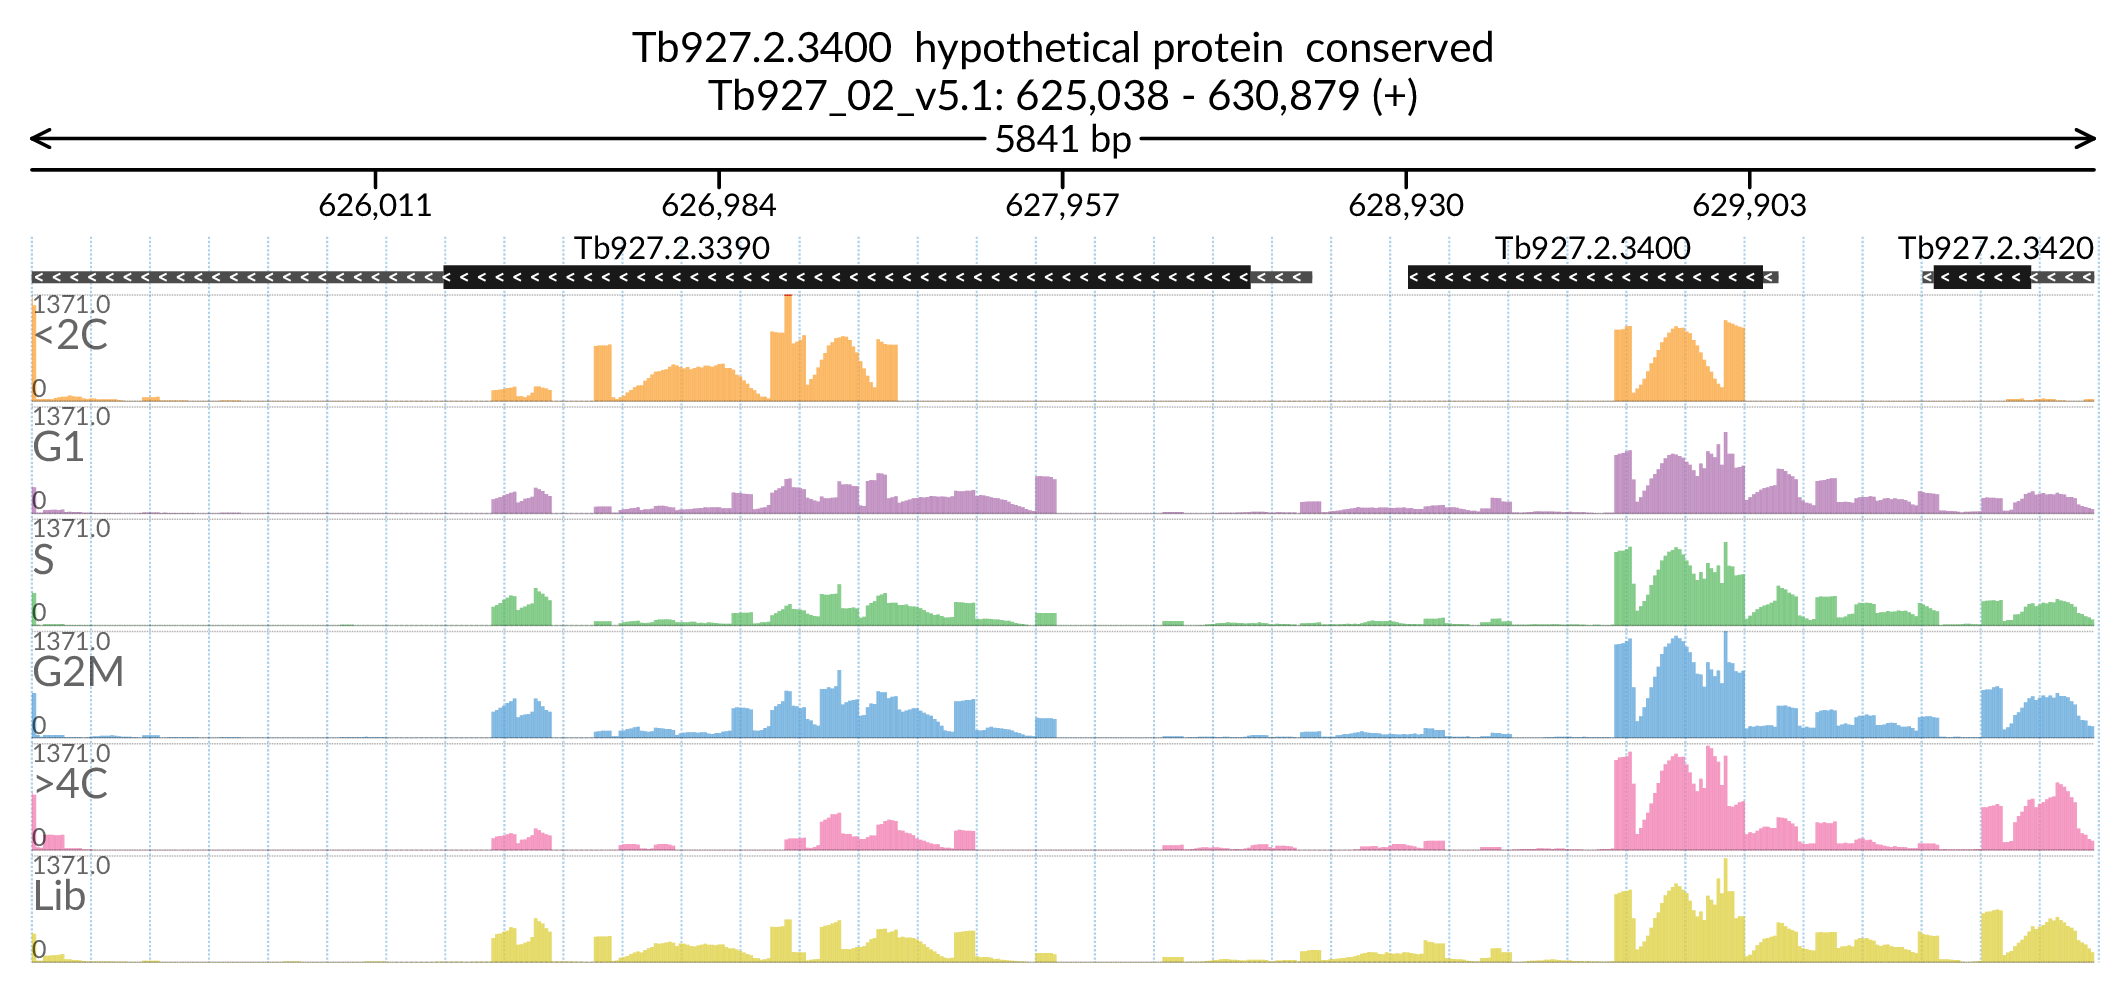 Tb927.2.3400 hypothetical protein conserved
Tb927_02_v5.1: 625,038 - 630,879 (+)
5841 bp
626,011 626,984 627,957 628,930 629,903
Tb927.2.3390 Tb927.2.3400 Tb927.2.3420
1371.0
<2C
0
1371.0
G1
0
1371.0
S
0
1371.0
G2M
0
1371.0
>4C
0
1371.0
Lib
0